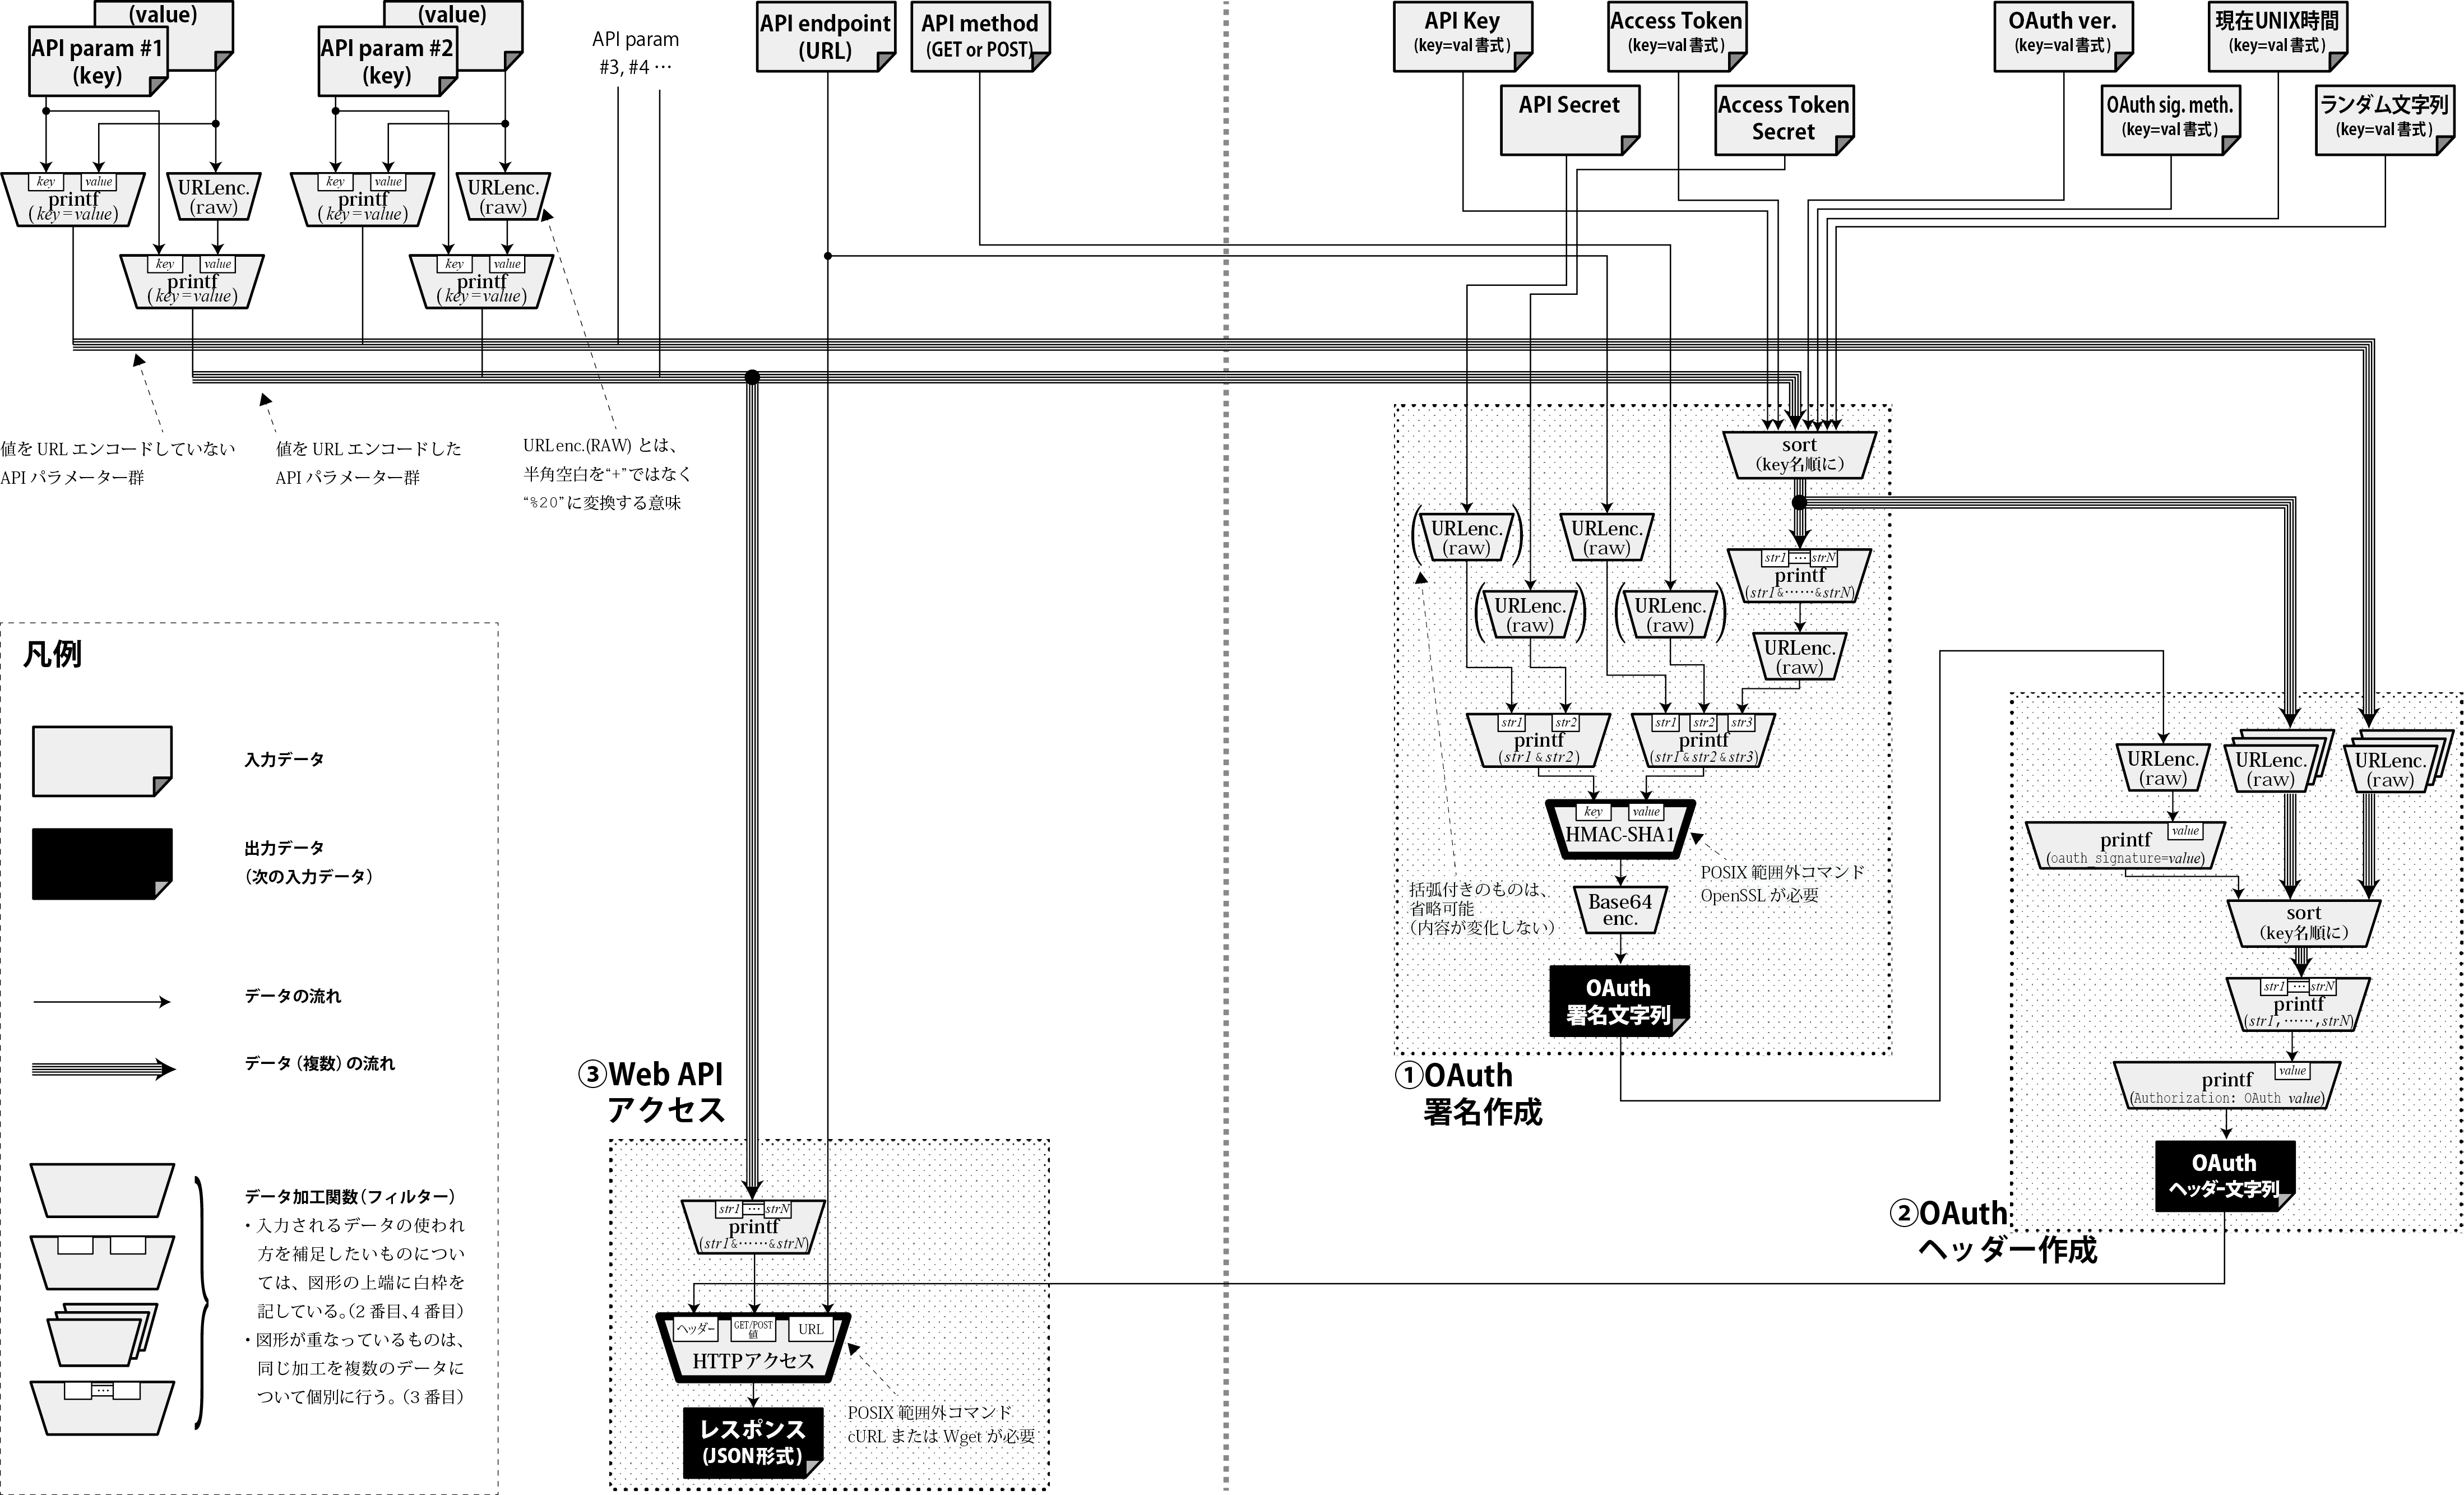 (value)
API param #1
(key)
(value)
API param #2
(key)
API param
#3, #4 …
API endpoint
(URL)
API method
(GET or POST)
API Key
(key=val 書式)
Access Token
(key=val 書式)
OAuth ver.
(key=val 書式)
現在UNIX時間
(key=val 書式)
API Secret
Access Token
Secret
OAuth sig. meth.
(key=val 書式)
ランダム文字列
(key=val 書式)
key value
printf
(key=value)
URLenc.
(raw)
key value
printf
(key=value)
key value
printf
(key=value)
URLenc.
(raw)
key value
printf
(key=value)
値を URL エンコードしていない
API パラメーター群
値を URL エンコードした
API パラメーター群
URLenc.(RAW) とは、
半角空白を“+”ではなく
“%20”に変換する意味
sort
(key名順に)
( URLenc.
(raw) )
URLenc.
(raw)
( URLenc.
(raw) )
( URLenc.
(raw) )
str1 … strN
printf
(str1&……&strN)
URLenc.
(raw)
str1 str2
printf
(str1&str2)
str1 str2 str3
printf
(str1&str2&str3)
key value
HMAC-SHA1
POSIX 範囲外コマンド
OpenSSL が必要
括弧付きのものは、
省略可能
(内容が変化しない)
Base64
enc.
OAuth
署名文字列
①OAuth
署名作成
URLenc.
(raw)
URLenc.
(raw)
URLenc.
(raw)
value
printf
(oauth_signature=value)
sort
(key名順に)
str1 … strN
printf
(str1,……,strN)
value
printf
(Authorization: OAuth value)
OAuth
ヘッダー文字列
②OAuth
ヘッダー作成
③Web API
アクセス
str1 … strN
printf
(str1&……&strN)
ヘッダー GET/POST
値 URL
HTTPアクセス
POSIX 範囲外コマンド
cURL または Wget が必要
レスポンス
(JSON形式)
凡例
入力データ
出力データ
(次の入力データ)
データの流れ
データ(複数)の流れ
データ加工関数(フィルター)
・入力されるデータの使われ
方を補足したいものについ
ては、図形の上端に白枠を
記している。(2 番目、4 番目)
・図形が重なっているものは、
同じ加工を複数のデータに
ついて個別に行う。(3 番目)
…